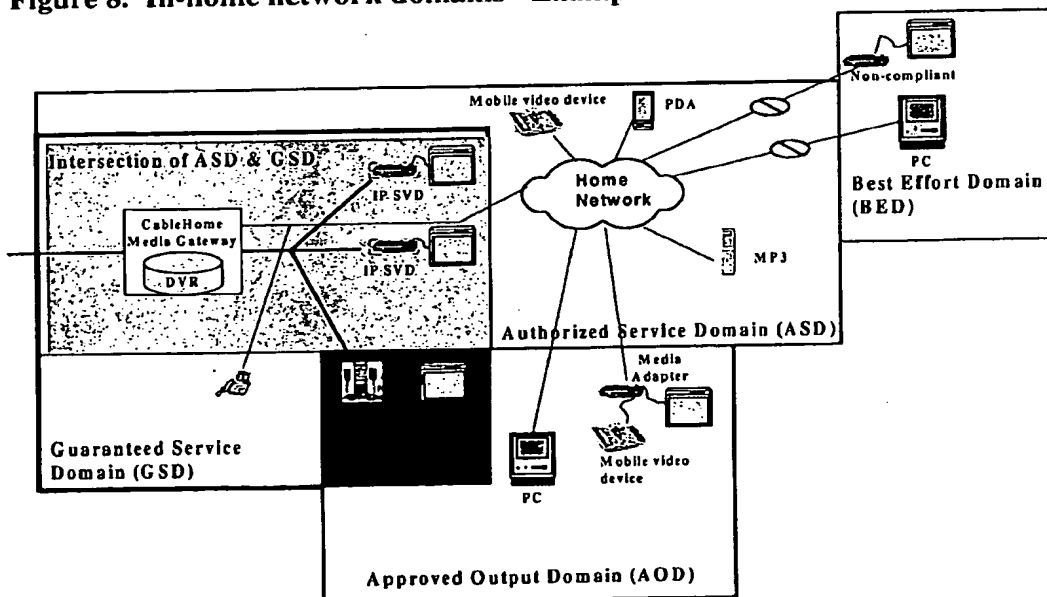 Figure 8. In-home network domains - Examp
Non-compliant
PC
Best Effort Domain
(BED)
Mobile video device
PDA
Intersection of ASD & GSD
IP-SVD
Home
Network
CableHome
Media Gateway
DVR
IP-SVD
MP3
Authorized Service Domain (ASD)
Media
Adapter
Guaranteed Service
Domain (GSD)
PC
Mobile video
device
Approved Output Domain (AOD)